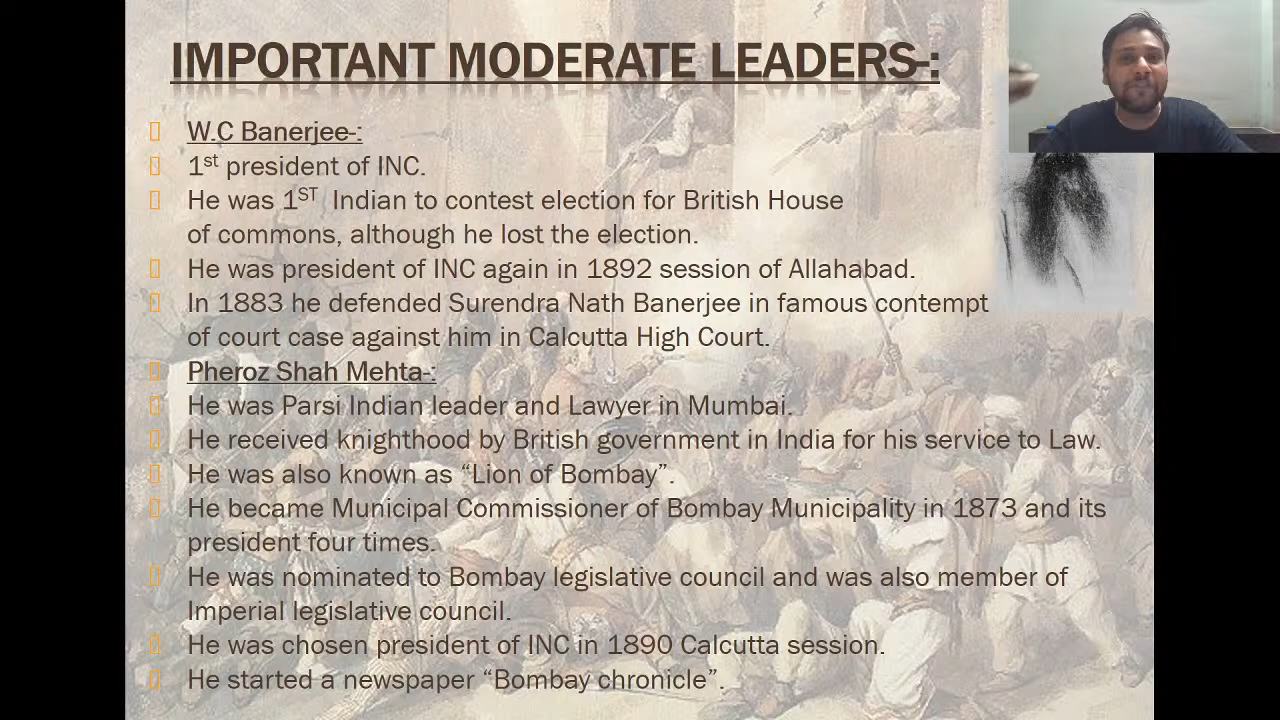 IMPORTANT MODERATE LEADERS-:
W.C Banerjee-:
1st president of INC.
He was 1ST Indian to contest election for British House
of commons, although he lost the election.
He was president of INC again in 1892 session of Allahabad.
In 1883 he defended Surendra Nath Banerjee in famous contempt
of court case against him in Calcutta High Court.
Pheroz Shah Mehta-:
He was Parsi Indian leader and Lawyer in Mumbai.
He received knighthood by British government in India for his service to Law.
He was also known as “Lion of Bombay”.
He became Municipal Commissioner of Bombay Municipality in 1873 and its
president four times.
He was nominated to Bombay legislative council and was also member of
Imperial legislative council.
He was chosen president of INC in 1890 Calcutta session.
He started a newspaper “Bombay chronicle”.